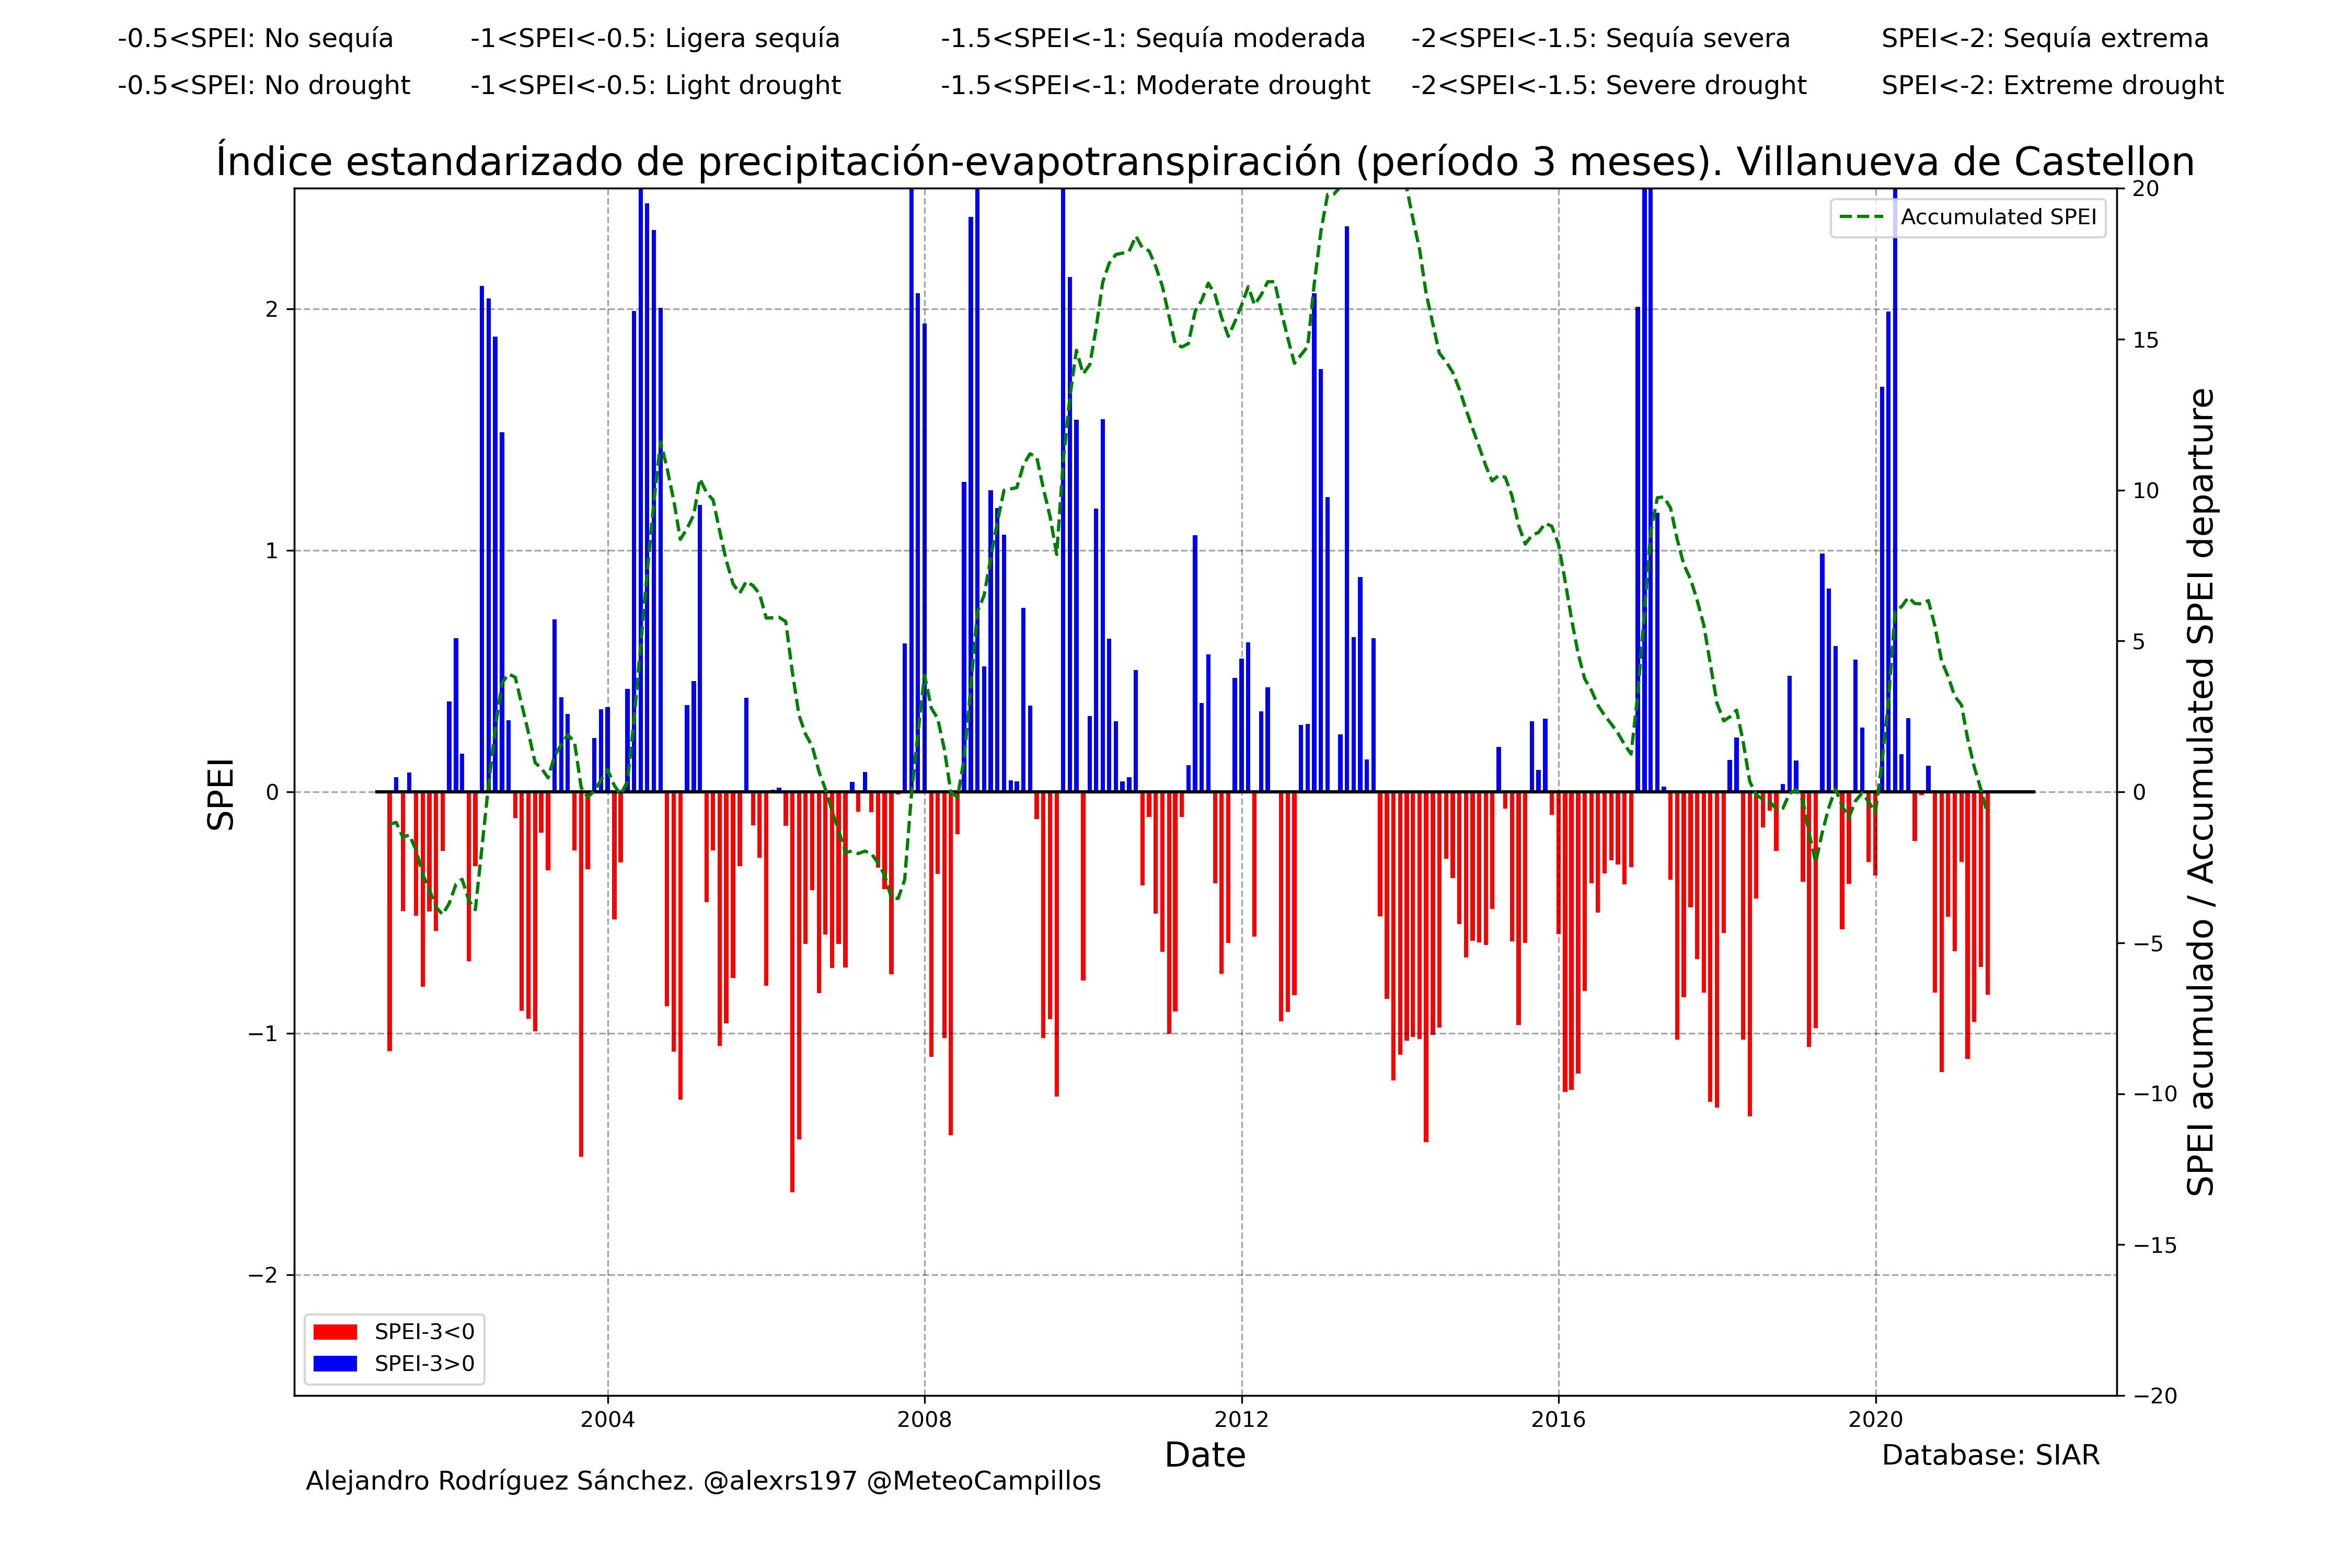 -0.5<SPEI: No sequía -1<SPEI<-0.5: Ligera sequía -1.5<SPEI<-1: Sequía moderada -2<SPEI<-1.5: Sequía severa SPEI<-2: Sequía extrema
-0.5<SPEI: No drought -1<SPEI<-0.5: Light drought -1.5<SPEI<-1: Moderate drought -2<SPEI<-1.5: Severe drought SPEI<-2: Extreme drought
Índice estandarizado de precipitación-evapotranspiración (período 3 meses). Villanueva de Castellon
Accumulated SPEI
SPEI
2
1
0
−1
−2
20
15
10
5
0
−5
−10
−15
−20
SPEI acumulado / Accumulated SPEI departure
SPEI-3<0
SPEI-3>0
2004 2008 2012 2016 2020
Date
Database: SIAR
Alejandro Rodríguez Sánchez. @alexrs197 @MeteoCampillos